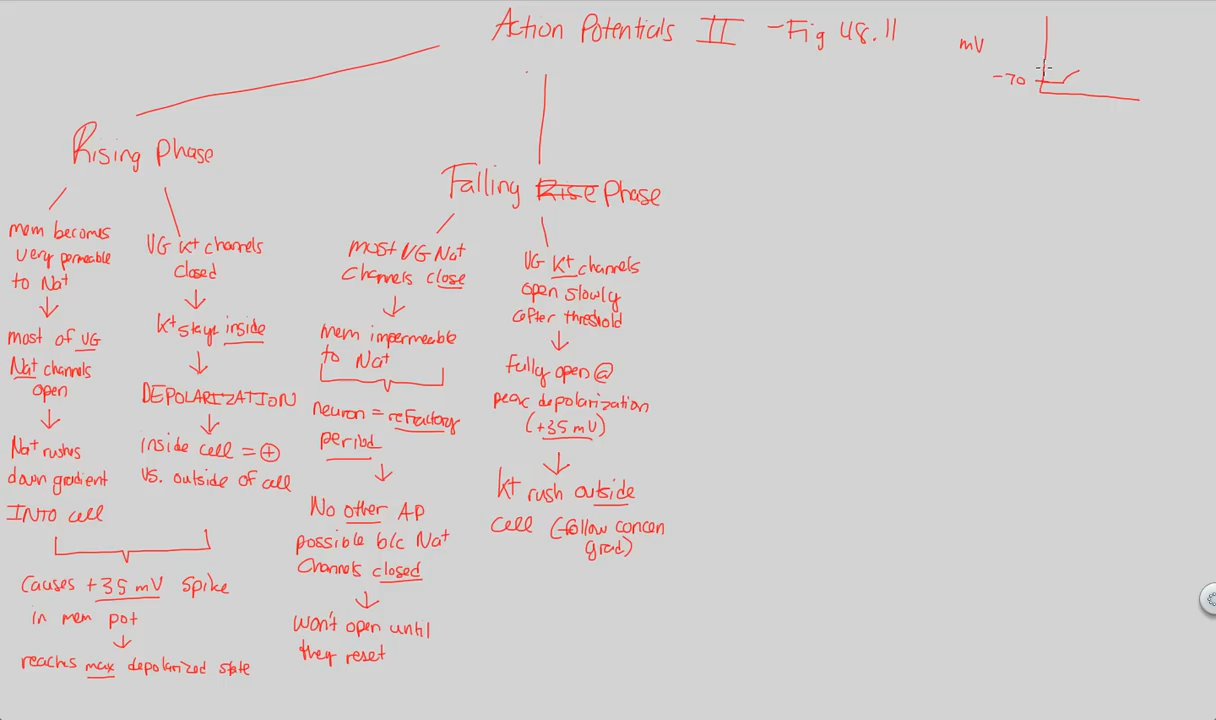 Action Potentials II - Fig 48.11
mV
-70
Rising Phase
mem becomes
very permeable
to Na+
most of VG
Na+ channels
open
Na+ rushes
down gradient
INTO cell
VG K+ channels
closed
K+ stays inside
DEPOLARIZATION
inside cell = +
vs. outside of cell
Causes +35 mV spike
in mem pot
reaches max depolarized state
Falling Rise Phase
most VG Na+
Channels close
mem impermeable
to Na+
neuron = refractory
period
No other AP
possible b/c Na+
Channels closed
won't open until
they reset
VG K+ channels
open slowly
after threshold
Fully open @
peak depolarization
(+35 mV)
K+ rush outside
cell (follow concen
grad)